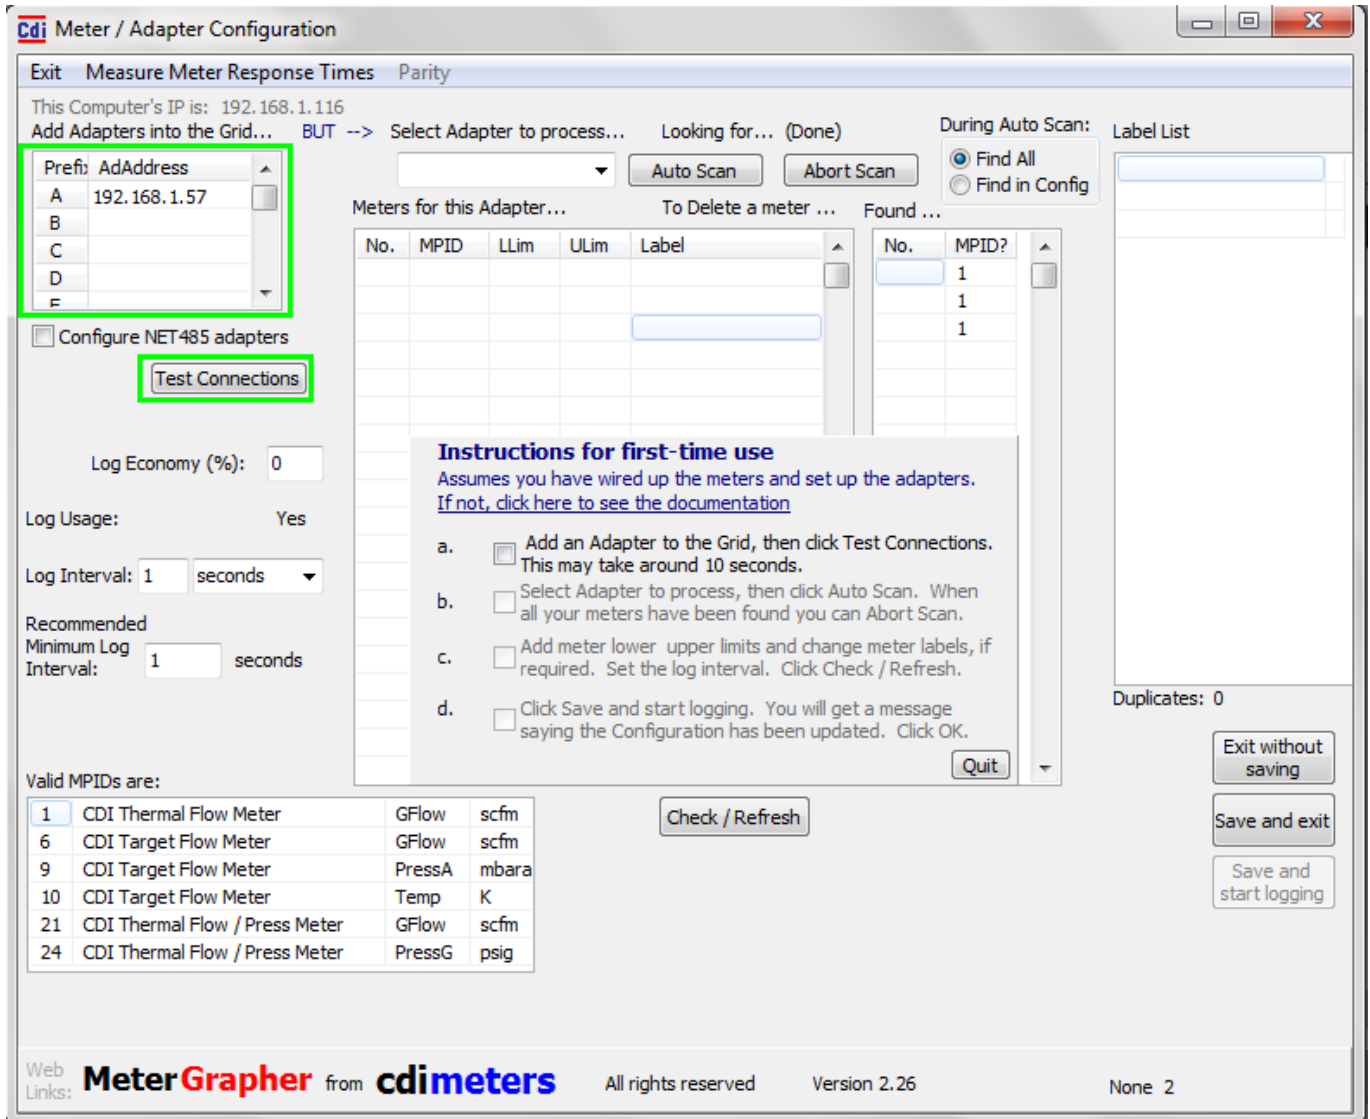 Cdi Meter / Adapter Configuration
Exit Measure Meter Response Times Parity
This Computer's IP is: 192.168.1.116
Add Adapters into the Grid... BUT --> Select Adapter to process... Looking for... (Done) During Auto Scan: Label List
Prefix AdAddress
A 192.168.1.57
B
C
D
E
Auto Scan Abort Scan
Find All
Find in Config
Meters for this Adapter... To Delete a meter ... Found ...
No. MPID LLim ULim Label
No. MPID?
1
1
1
Configure NET485 adapters
Test Connections
Log Economy (%): 0
Log Usage: Yes
Log Interval: 1 seconds
Recommended
Minimum Log
Interval: 1 seconds
Instructions for first-time use
Assumes you have wired up the meters and set up the adapters.
If not, click here to see the documentation
a. Add an Adapter to the Grid, then click Test Connections.
This may take around 10 seconds.
b. Select Adapter to process, then click Auto Scan. When
all your meters have been found you can Abort Scan.
c. Add meter lower upper limits and change meter labels, if
required. Set the log interval. Click Check / Refresh.
d. Click Save and start logging. You will get a message
saying the Configuration has been updated. Click OK.
Quit
Duplicates: 0
Exit without
saving
Save and exit
Save and
start logging
Check / Refresh
Valid MPIDs are:
1 CDI Thermal Flow Meter GFlow scfm
6 CDI Target Flow Meter GFlow scfm
9 CDI Target Flow Meter PressA mbara
10 CDI Target Flow Meter Temp K
21 CDI Thermal Flow / Press Meter GFlow scfm
24 CDI Thermal Flow / Press Meter PressG psig
Web
Links: MeterGrapher from cdimeters All rights reserved Version 2.26 None 2